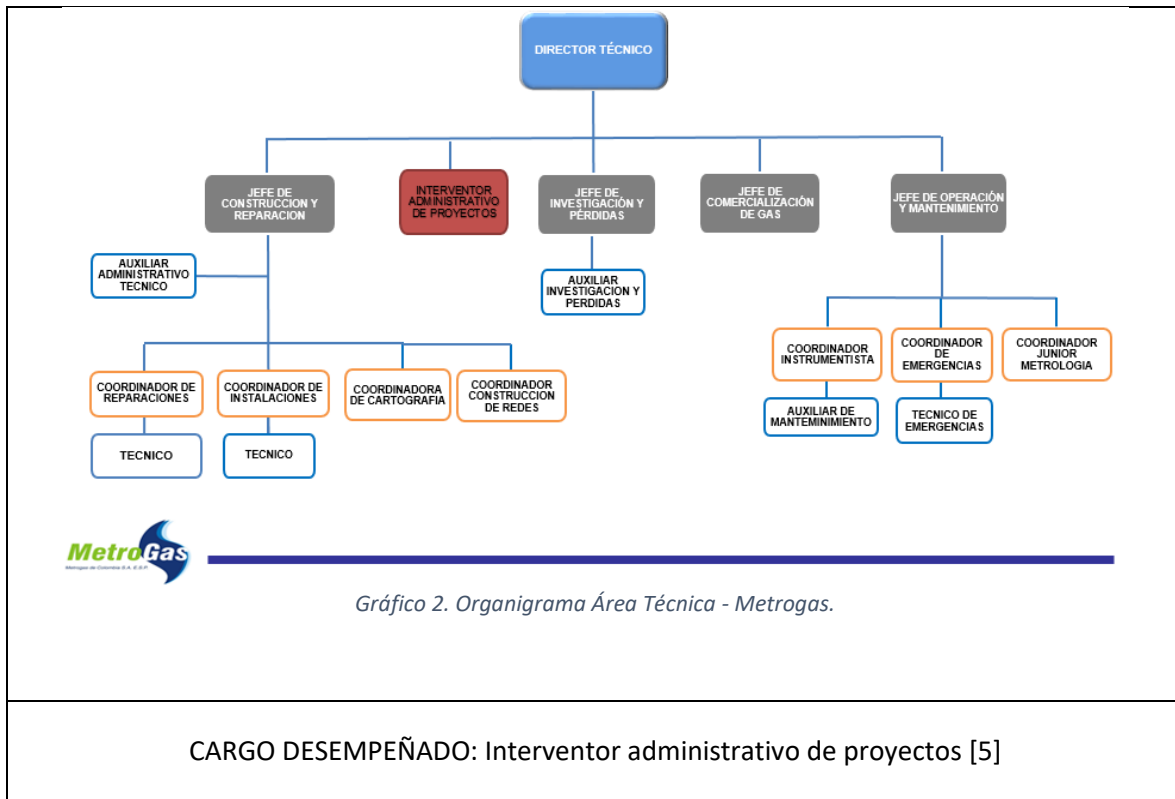 DIRECTOR TÉCNICO
JEFE DE
CONSTRUCCION Y
REPARACION
INTERVENTOR
ADMINISTRATIVO
DE PROYECTOS
JEFE DE
INVESTIGACIÓN Y
PÉRDIDAS
JEFE DE
COMERCIALIZACIÓN
DE GAS
JEFE DE OPERACIÓN
Y MANTENIMIENTO
AUXILIAR
ADMINISTRATIVO
TECNICO
AUXILIAR
INVESTIGACION Y
PERDIDAS
COORDINADOR DE
REPARACIONES
COORDINADOR DE
INSTALACIONES
COORDINADORA
DE CARTOGRAFIA
COORDINADOR
CONSTRUCCION
DE REDES
COORDINADOR
INSTRUMENTISTA
COORDINADOR
DE
EMERGENCIAS
COORDINADOR
JUNIOR
METROLOGIA
TECNICO
TECNICO
AUXILIAR DE
MANTEMINIMIENTO
TECNICO DE
EMERGENCIAS
MetroGas
Metrogas de Colombia S.A. E.S.P.
Gráfico 2. Organigrama Área Técnica - Metrogas.
CARGO DESEMPEÑADO: Interventor administrativo de proyectos [5]